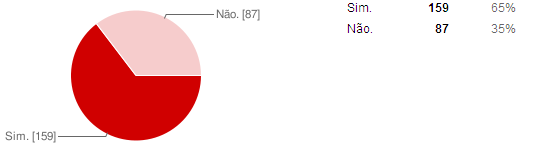 Não. [87]
Sim. [159]
Sim. 159 65%
Não. 87 35%